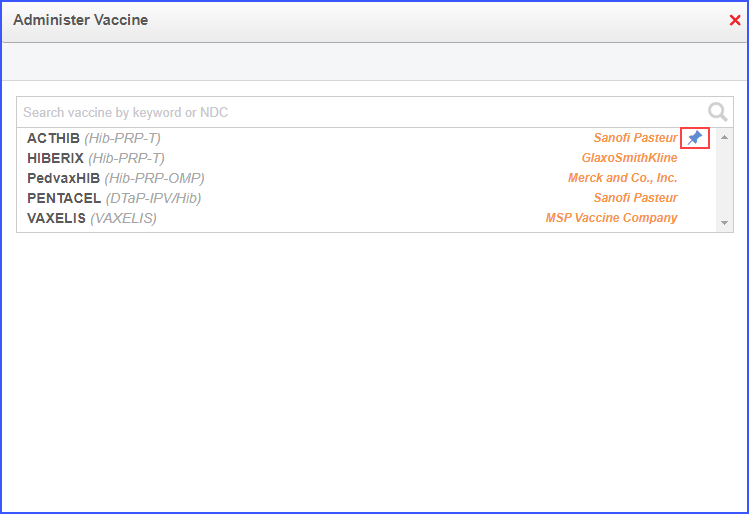 Administer Vaccine
Search vaccine by keyword or NDC
ACTHIB (Hib-PRP-T) Sanofi Pasteur
HIBERIX (Hib-PRP-T) GlaxoSmithKline
PedvaxHIB (Hib-PRP-OMP) Merck and Co., Inc.
PENTACEL (DTaP-IPV/Hib) Sanofi Pasteur
VAXELIS (VAXELIS) MSP Vaccine Company